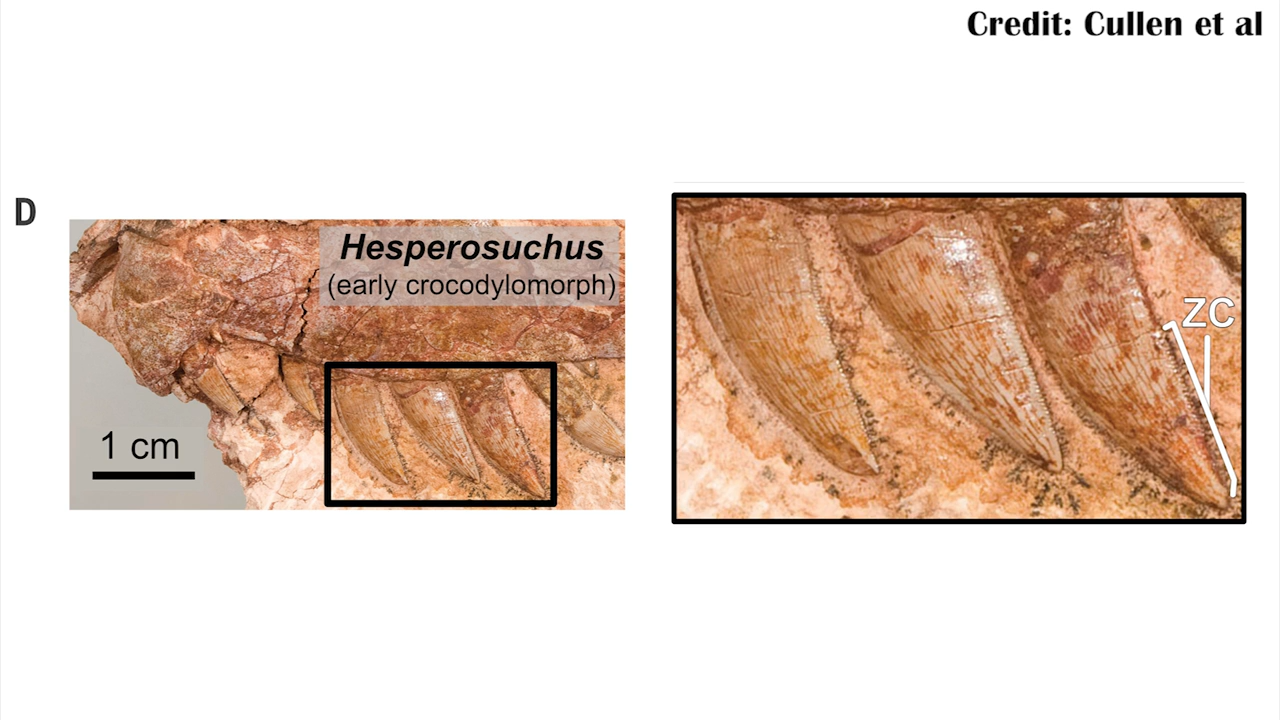 Credit: Cullen et al
D
Hesperosuchus
(early crocodylomorph)
1 cm
ZC